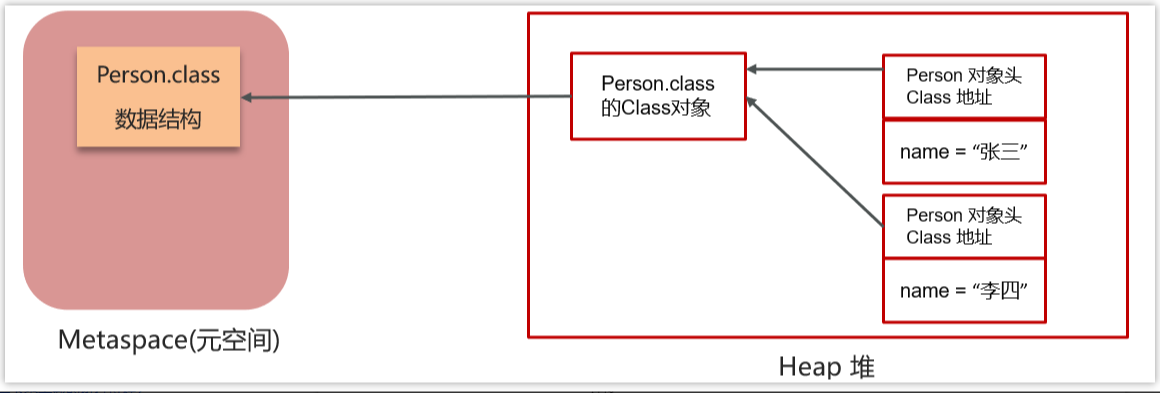 Person.class
数据结构
Metaspace(元空间)
Person.class
的Class对象
Person 对象头
Class 地址
name = “张三”
Person 对象头
Class 地址
name = “李四”
Heap 堆